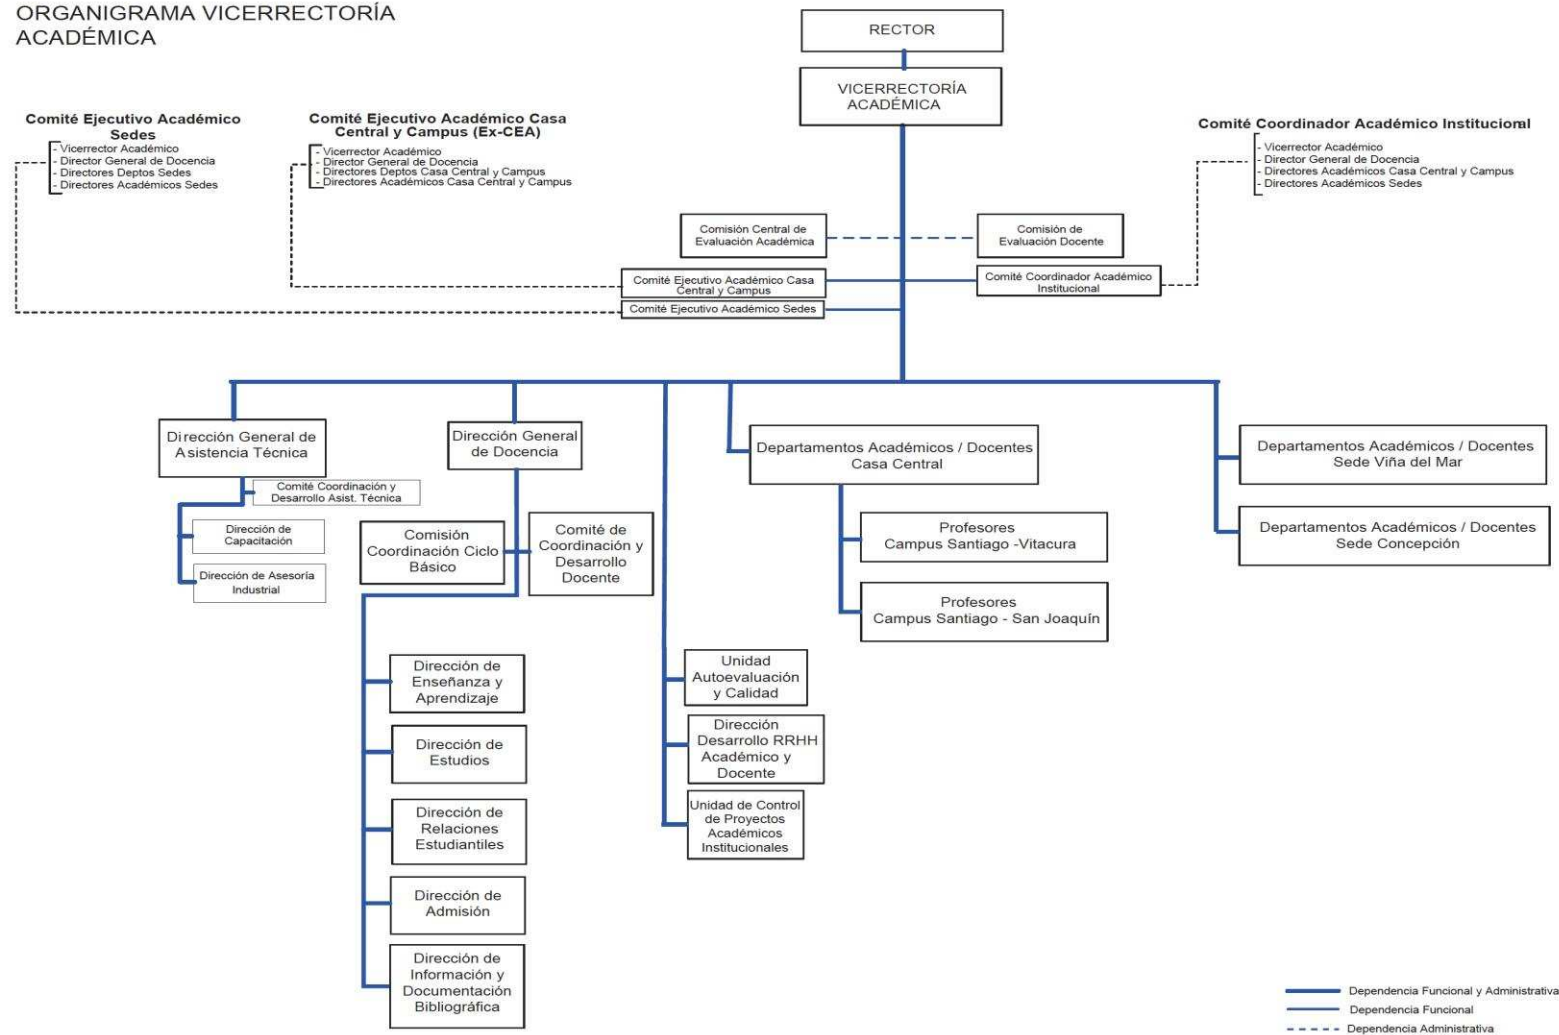 ORGANIGRAMA VICERRECTORÍA
ACADÉMICA
RECTOR
VICERRECTORÍA
ACADÉMICA
Comité Ejecutivo Académico
Sedes
- Vicerrector Académico
- Director General de Docencia
- Directores Deptos Sedes
- Directores Académicos Sedes
Comité Ejecutivo Académico Casa
Central y Campus (Ex-CEA)
- Vicerrector Académico
- Director General de Docencia
- Directores Deptos Casa Central y Campus
- Directores Académicos Casa Central y Campus
Comité Coordinador Académico Institucional
- Vicerrector Académico
- Director General de Docencia
- Directores Académicos Casa Central y Campus
- Directores Académicos Sedes
Comisión Central de
Evaluación Académica
Comisión de
Evaluación Docente
Comité Ejecutivo Académico Casa
Central y Campus
Comité Coordinador Académico
Institucional
Comité Ejecutivo Académico Sedes
Dirección General de
Asistencia Técnica
Comité Coordinación y
Desarrollo Asist. Técnica
Dirección de
Capacitación
Dirección de Asesoría
Industrial
Dirección General
de Docencia
Comisión
Coordinación Ciclo
Básico
Comité de
Coordinación y
Desarrollo
Docente
Dirección de
Enseñanza y
Aprendizaje
Dirección de
Estudios
Dirección de
Relaciones
Estudiantiles
Dirección de
Admisión
Dirección de
Información y
Documentación
Bibliográfica
Unidad
Autoevaluación
y Calidad
Dirección
Desarrollo RRHH
Académico y
Docente
Unidad de Control
de Proyectos
Académicos
Institucionales
Departamentos Académicos / Docentes
Casa Central
Profesores
Campus Santiago -Vitacura
Profesores
Campus Santiago - San Joaquín
Departamentos Académicos / Docentes
Sede Viña del Mar
Departamentos Académicos / Docentes
Sede Concepción
Dependencia Funcional y Administrativa
Dependencia Funcional
Dependencia Administrativa